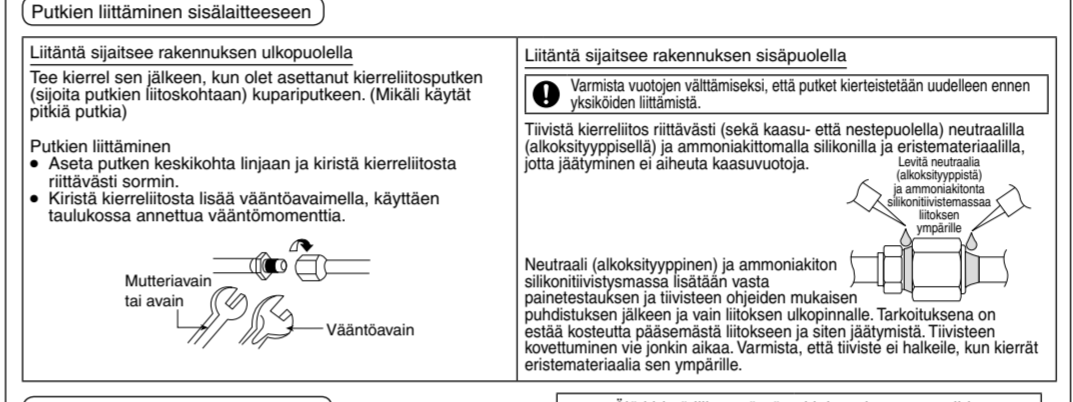 Putkien liittäminen sisälaitteeseen
Liitäntä sijaitsee rakennuksen ulkopuolella
Tee kierrel sen jälkeen, kun olet asettanut kierreliitosputken
(sijoita putkien liitoskohtaan) kupariputkeen. (Mikäli käytät
pitkiä putkia)
Putkien liittäminen
● Aseta putken keskikohta linjaan ja kiristä kierreliitosta
riittävästi sormin.
● Kiristä kierreliitosta lisää vääntöavaimella, käyttäen
taulukossa annettua vääntömomenttia.
Mutteriavain
tai avain
Vääntöavain
Liitäntä sijaitsee rakennuksen sisäpuolella
Varmista vuotojen välttämiseksi, että putket kierteistetään uudelleen ennen
yksiköiden liittämistä.
Tiivistä kierreliitos riittävästi (sekä kaasu- että nestepuolella) neutraalilla
(alkoksityyppisellä) ja ammoniakittomalla silikonilla ja eristemateriaalilla,
jotta jäätyminen ei aiheuta kaasuvuotoja.
Levitä neutraalia
(alkoksityyppistä)
ja ammoniakitonta
silikonitiivistemassaa
liitoksen
ympärille
Neutraali (alkoksityyppinen) ja ammoniakiton
silikonitiivistysmassa lisätään vasta
painetestauksen ja tiivisteen ohjeiden mukaisen
puhdistuksen jälkeen ja vain liitoksen ulkopinnalle. Tarkoituksena on
estää kosteutta pääsemästä liitokseen ja siten jäätymistä. Tiivisteen
kovettuminen vie jonkin aikaa. Varmista, että tiiviste ei halkeile, kun kierrät
eristemateriaalia sen ympärille.